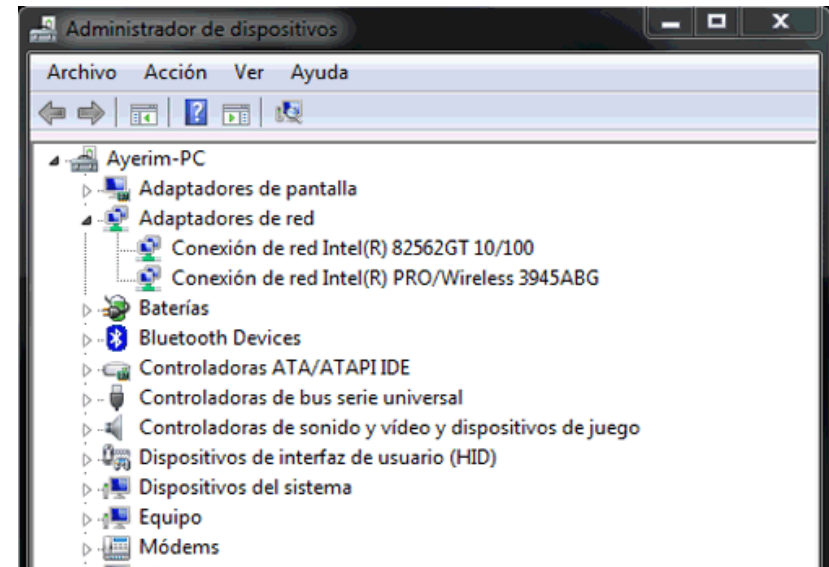 Administrador de dispositivos
Archivo Acción Ver Ayuda
Ayerim-PC
Adaptadores de pantalla
Adaptadores de red
Conexión de red Intel(R) 82562GT 10/100
Conexión de red Intel(R) PRO/Wireless 3945ABG
Baterías
Bluetooth Devices
Controladoras ATA/ATAPI IDE
Controladoras de bus serie universal
Controladoras de sonido y vídeo y dispositivos de juego
Dispositivos de interfaz de usuario (HID)
Dispositivos del sistema
Equipo
Módems